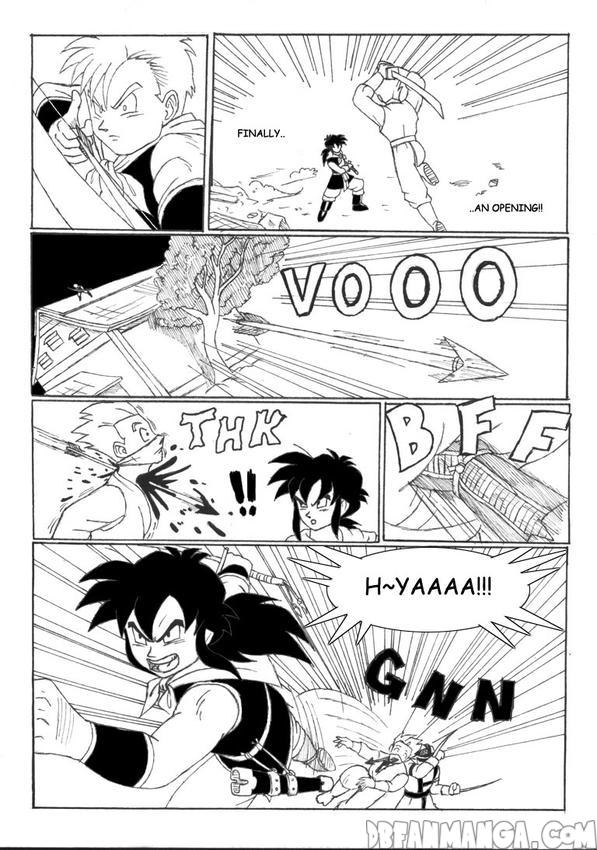 FINALLY..
..AN OPENING!!
VOOO
THK
!!
BFF
H~YAAAA!!!
GNN
DBFANMANGA.COM